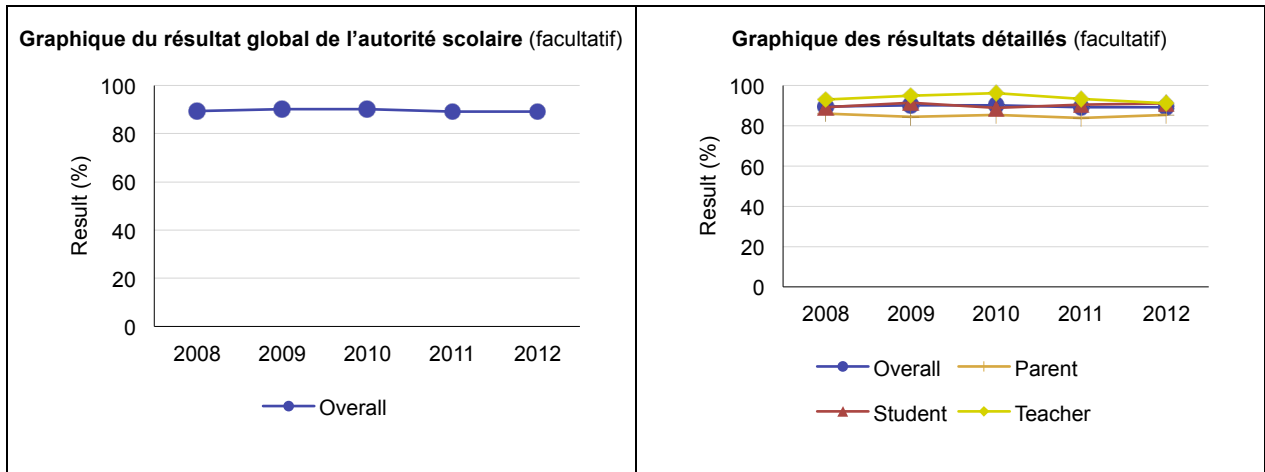 Graphique du résultat global de l’autorité scolaire (facultatif)
100
80
60
40
20
0
Result (%)
2008 2009 2010 2011 2012
Overall
Graphique des résultats détaillés (facultatif)
100
80
60
40
20
0
Result (%)
2008 2009 2010 2011 2012
Overall Parent
Student Teacher